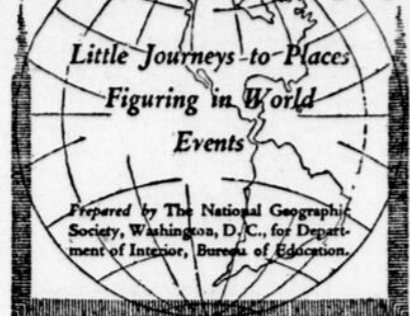 Little Journeys to Places
Figuring in World
Events
Prepared by The National Geographic
Society, Washington, D. C., for Depart-
ment of Interior, Bureau of Education.